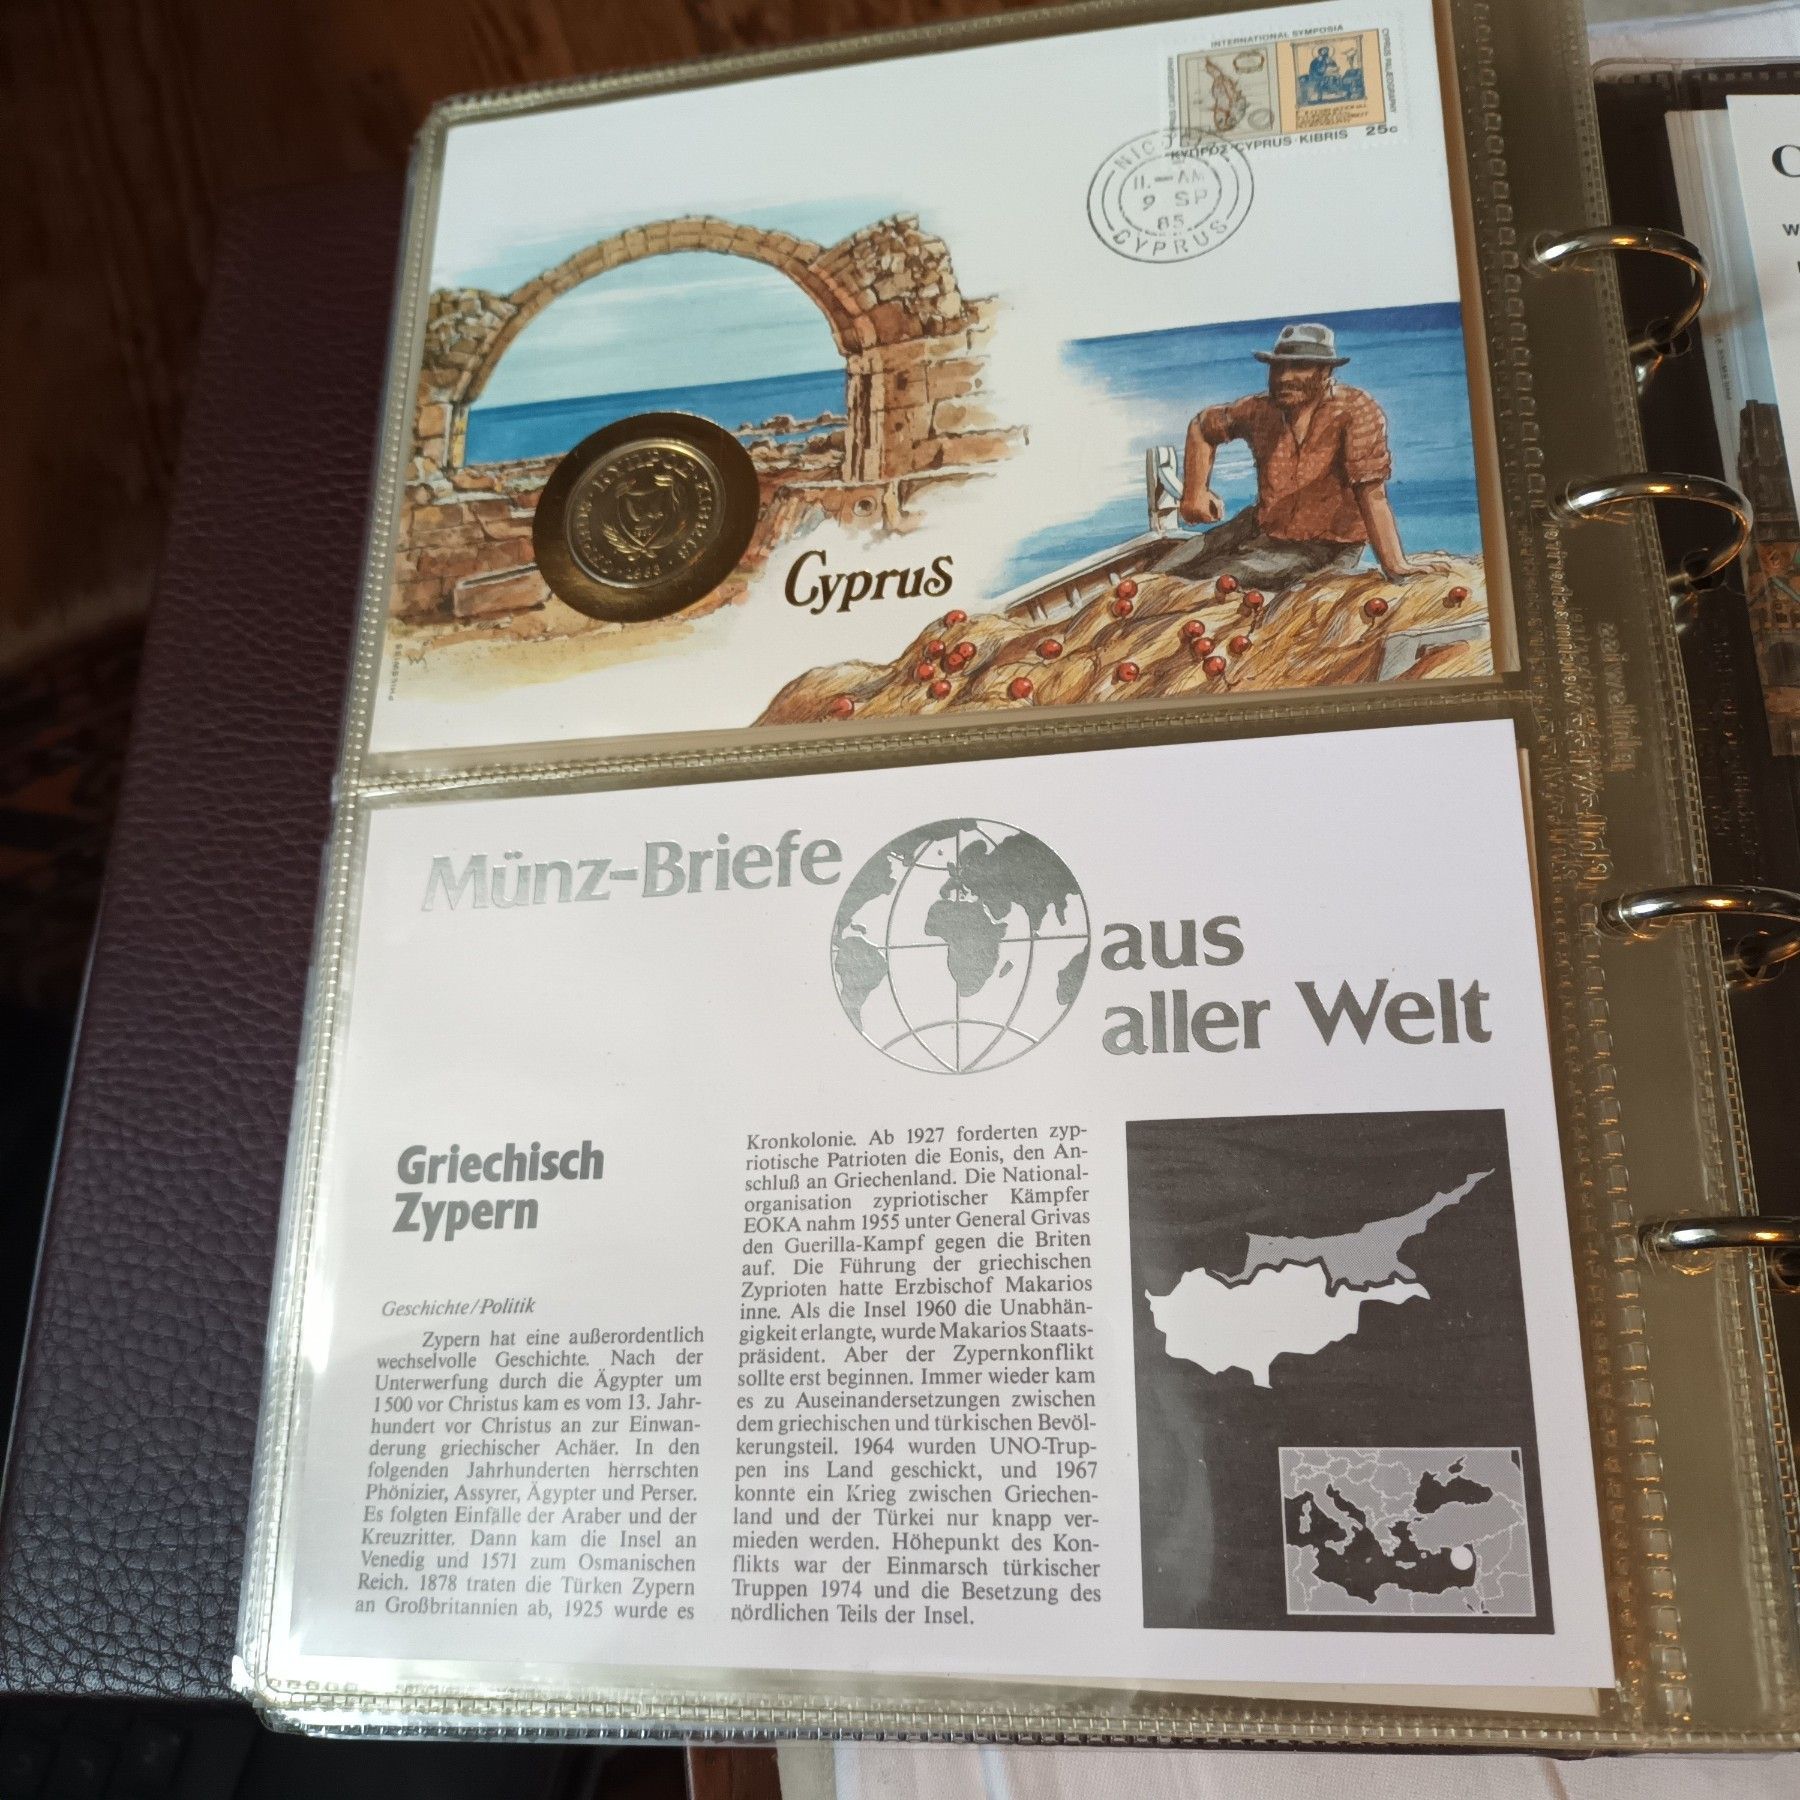 INTERNATIONAL SYMPOSIA
CYPRUS PALEOGRAPHY
ΚΥΠΡΟΣ·CYPRUS·KIBRIS 25c
11.-AM
9 SP
85
CYPRUS
1983
Cyprus
PHILSWISS
Münz-Briefe
aus
aller Welt
Griechisch
Zypern
Geschichte/Politik
Zypern hat eine außerordentlich
wechselvolle Geschichte. Nach der
Unterwerfung durch die Ägypter um
1500 vor Christus kam es vom 13. Jahr-
hundert vor Christus an zur Einwan-
derung griechischer Achäer. In den
folgenden Jahrhunderten herrschten
Phönizier, Assyrer, Ägypter und Perser.
Es folgten Einfälle der Araber und der
Kreuzritter. Dann kam die Insel an
Venedig und 1571 zum Osmanischen
Reich. 1878 traten die Türken Zypern
an Großbritannien ab, 1925 wurde es
Kronkolonie. Ab 1927 forderten zyp-
riotische Patrioten die Eonis, den An-
schluß an Griechenland. Die National-
organisation zypriotischer Kämpfer
EOKA nahm 1955 unter General Grivas
den Guerilla-Kampf gegen die Briten
auf. Die Führung der griechischen
Zyprioten hatte Erzbischof Makarios
inne. Als die Insel 1960 die Unabhän-
gigkeit erlangte, wurde Makarios Staats-
präsident. Aber der Zypernkonflikt
sollte erst beginnen. Immer wieder kam
es zu Auseinandersetzungen zwischen
dem griechischen und türkischen Bevöl-
kerungsteil. 1964 wurden UNO-Trup-
pen ins Land geschickt, und 1967
konnte ein Krieg zwischen Griechen-
land und der Türkei nur knapp ver-
mieden werden. Höhepunkt des Kon-
flikts war der Einmarsch türkischer
Truppen 1974 und die Besetzung des
nördlichen Teils der Insel.